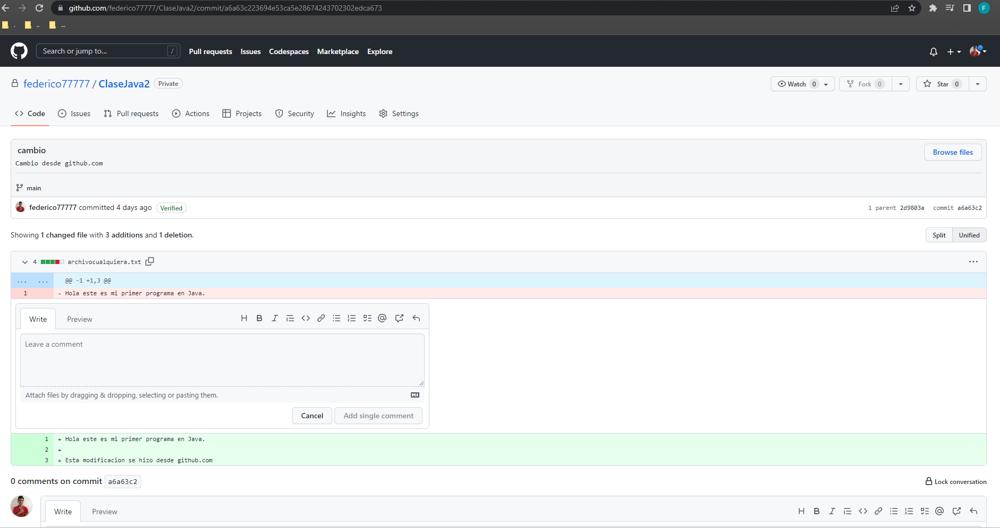 github.com/federico77777/ClaseJava2/commit/a6a63c223694e53ca5e28674243702302edca673
F
. .. ...
Search or jump to... / Pull requests Issues Codespaces Marketplace Explore
federico77777 / ClaseJava2 Private Watch 0 Fork 0 Star 0
Code Issues Pull requests Actions Projects Security Insights Settings
cambio
Browse files
Cambio desde github.com
main
federico77777 committed 4 days ago Verified 1 parent 2d9803a commit a6a63c2
Showing 1 changed file with 3 additions and 1 deletion. Split Unified
4 archivocualquiera.txt ...
... ... @@ -1 +1,3 @@
1 - Hola este es mi primer programa en Java.
Write Preview H B I @
Leave a comment
Attach files by dragging & dropping, selecting or pasting them.
Cancel Add single comment
1 + Hola este es mi primer programa en Java.
2 +
3 + Esta modificacion se hizo desde github.com
0 comments on commit a6a63c2 Lock conversation
Write Preview H B I @